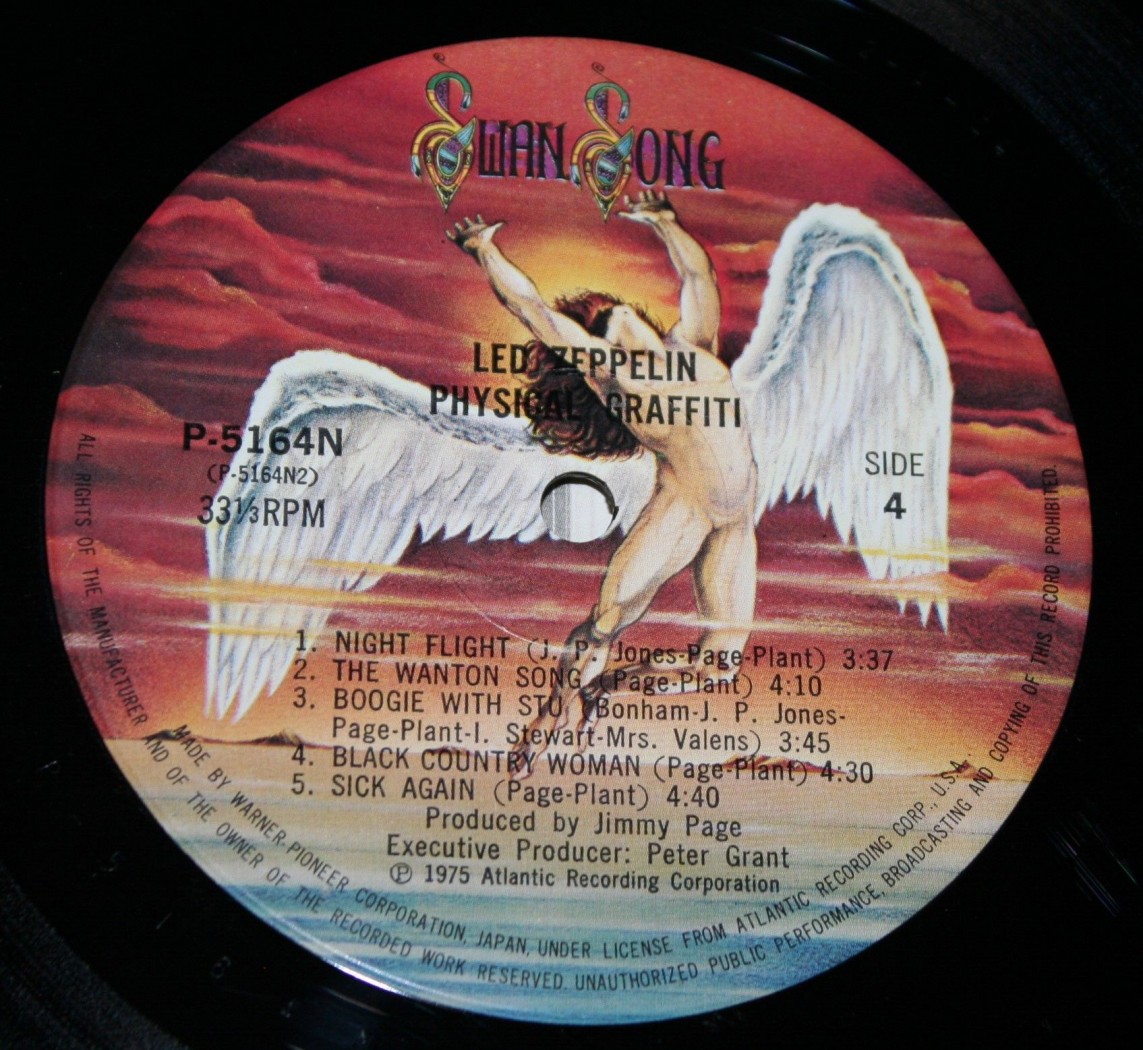 SWAN SONG
LED ZEPPELIN
PHYSICAL GRAFFITI
P-5164N
(P-5164N2)
33⅓RPM
SIDE
4
1. NIGHT FLIGHT (J. P. Jones-Page-Plant) 3:37
2. THE WANTON SONG (Page-Plant) 4:10
3. BOOGIE WITH STU (Bonham-J. P. Jones-
Page-Plant-I. Stewart-Mrs. Valens) 3:45
4. BLACK COUNTRY WOMAN (Page-Plant) 4:30
5. SICK AGAIN (Page-Plant) 4:40
Produced by Jimmy Page
Executive Producer: Peter Grant
Ⓟ 1975 Atlantic Recording Corporation
MADE BY WARNER-PIONEER CORPORATION, JAPAN, UNDER LICENSE FROM ATLANTIC RECORDING CORP., U.S.A.
ALL RIGHTS OF THE MANUFACTURER AND OF THE OWNER OF THE RECORDED WORK RESERVED. UNAUTHORIZED PUBLIC PERFORMANCE, BROADCASTING AND COPYING OF THIS RECORD PROHIBITED.